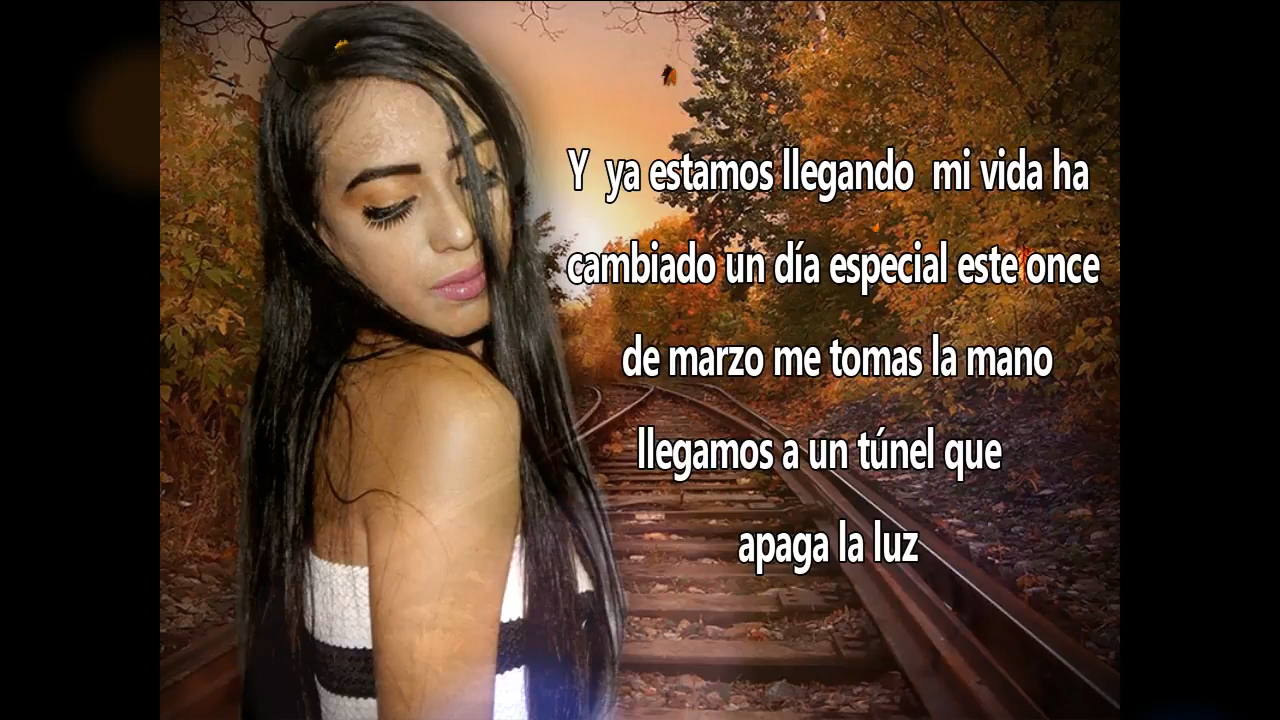 Y ya estamos llegando mi vida ha
cambiado un día especial este once
de marzo me tomas la mano
llegamos a un túnel que
apaga la luz